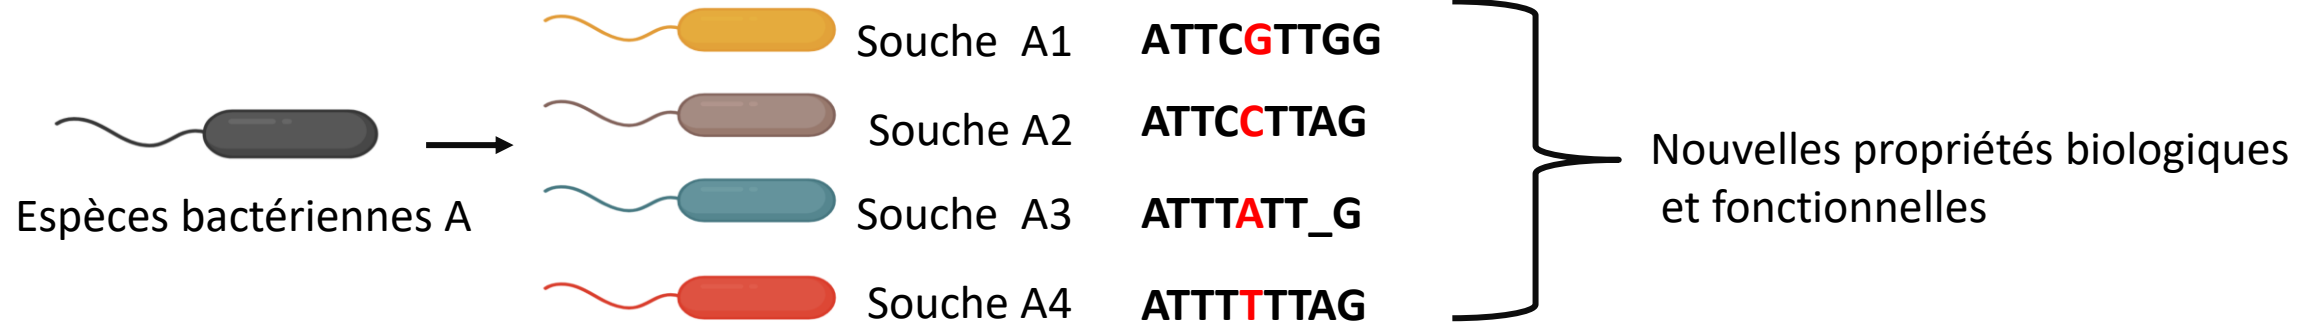 Souche A1 ATTCGTTGG
Souche A2 ATTCCTTAG
Espèces bactériennes A
Souche A3 ATTTATT_G
Souche A4 ATTTTTTAG
Nouvelles propriétés biologiques
et fonctionnelles